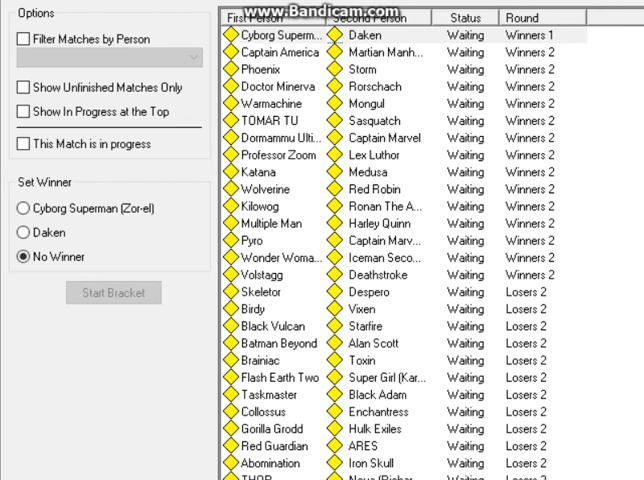 www.Bandicam.com
Options
Filter Matches by Person
Show Unfinished Matches Only
Show In Progress at the Top
This Match is in progress
Set Winner
Cyborg Superman (Zor-el)
Daken
No Winner
Start Bracket
First Person Second Person Status Round
Cyborg Superm... Daken Waiting Winners 1
Captain America Martian Manh... Waiting Winners 2
Phoenix Storm Waiting Winners 2
Doctor Minerva Rorschach Waiting Winners 2
Warmachine Mongul Waiting Winners 2
TOMAR TU Sasquatch Waiting Winners 2
Dormammu Ulti... Captain Marvel Waiting Winners 2
Professor Zoom Lex Luthor Waiting Winners 2
Katana Medusa Waiting Winners 2
Wolverine Red Robin Waiting Winners 2
Kilowog Ronan The A... Waiting Winners 2
Multiple Man Harley Quinn Waiting Winners 2
Pyro Captain Marv... Waiting Winners 2
Wonder Woma... Iceman Seco... Waiting Winners 2
Volstagg Deathstroke Waiting Winners 2
Skeletor Despero Waiting Losers 2
Birdy Vixen Waiting Losers 2
Black Vulcan Starfire Waiting Losers 2
Batman Beyond Alan Scott Waiting Losers 2
Brainiac Toxin Waiting Losers 2
Flash Earth Two Super Girl (Kar... Waiting Losers 2
Taskmaster Black Adam Waiting Losers 2
Collossus Enchantress Waiting Losers 2
Gorilla Grodd Hulk Exiles Waiting Losers 2
Red Guardian ARES Waiting Losers 2
Abomination Iron Skull Waiting Losers 2
THOR Nova (Richar... Waiting Losers 2